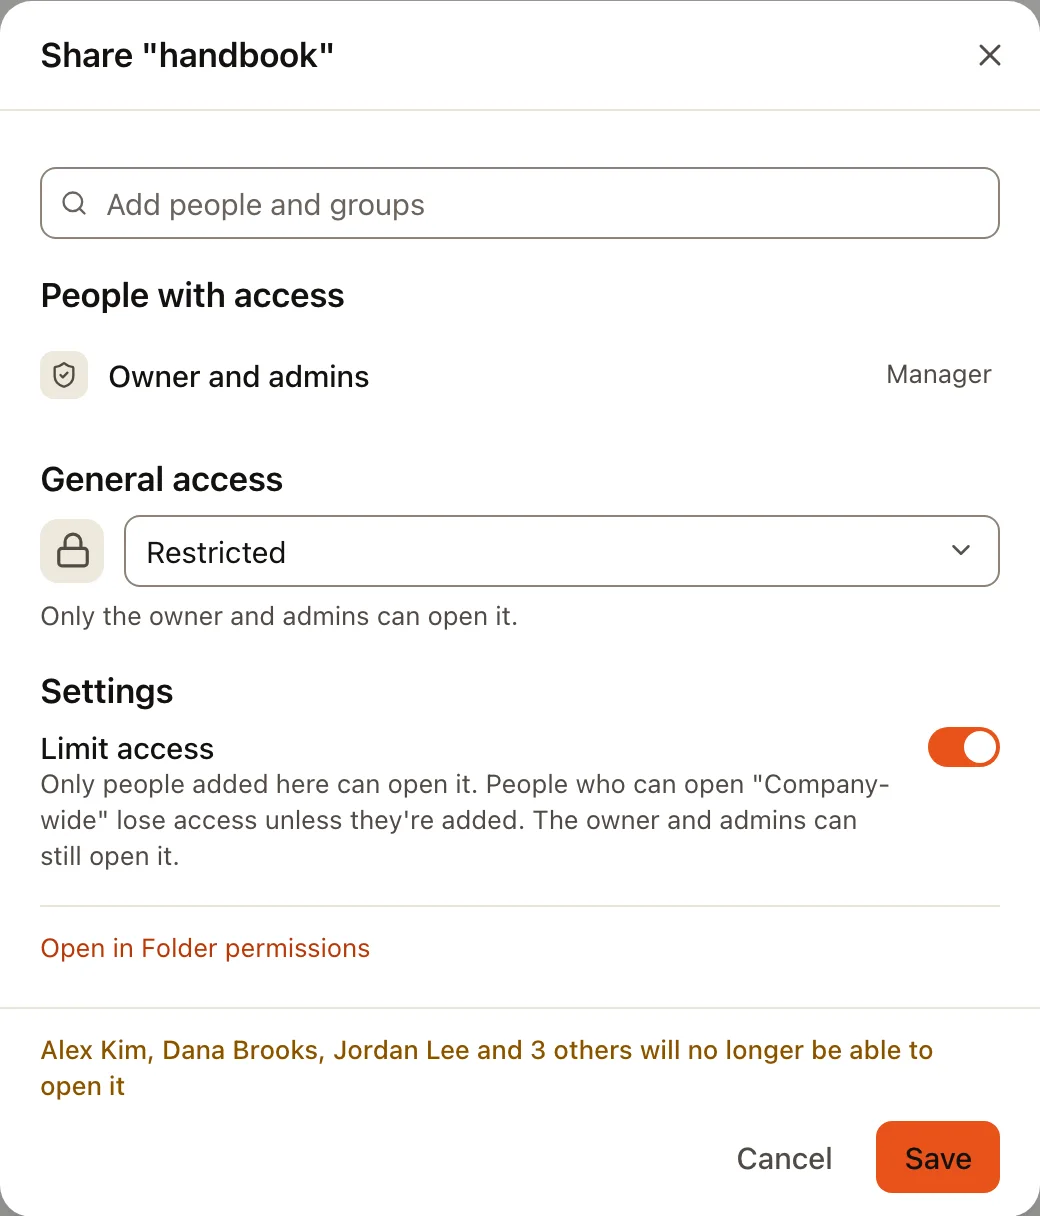 Share "handbook"
Add people and groups
People with access
Owner and admins
Manager
General access
Restricted
Only the owner and admins can open it.
Settings
Limit access
Only people added here can open it. People who can open "Company-
wide" lose access unless they're added. The owner and admins can
still open it.
Open in Folder permissions
Alex Kim, Dana Brooks, Jordan Lee and 3 others will no longer be able to
open it
Cancel
Save